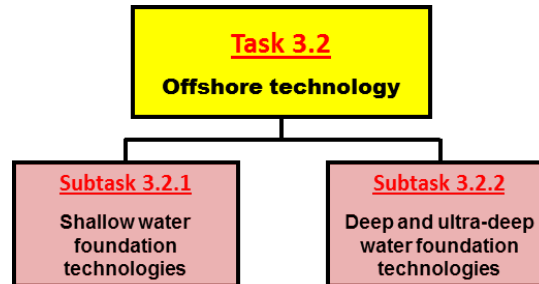 Task 3.2
Offshore technology
Subtask 3.2.1
Shallow water
foundation
technologies
Subtask 3.2.2
Deep and ultra-deep
water foundation
technologies